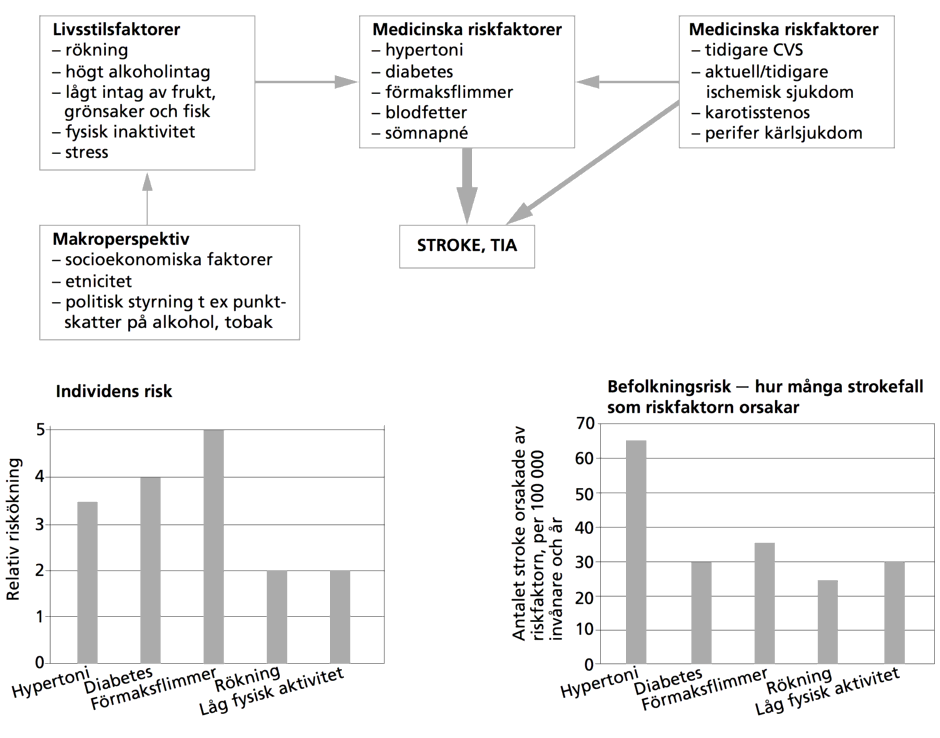 Livsstilsfaktorer
– rökning
– högt alkoholintag
– lågt intag av frukt,
grönsaker och fisk
– fysisk inaktivitet
– stress
Medicinska riskfaktorer
– hypertoni
– diabetes
– förmaksflimmer
– blodfetter
– sömnapné
Medicinska riskfaktorer
– tidigare CVS
– aktuell/tidigare
ischemisk sjukdom
– karotisstenos
– perifer kärlsjukdom
Makroperspektiv
– socioekonomiska faktorer
– etnicitet
– politisk styrning t ex punkt-
skatter på alkohol, tobak
STROKE, TIA
Individens risk
Relativ riskökning
5
4
3
2
1
0
Hypertoni
Diabetes
Förmaksflimmer
Rökning
Låg fysisk aktivitet
Befolkningsrisk — hur många strokefall
som riskfaktorn orsakar
Antalet stroke orsakade av
riskfaktorn, per 100 000
invånare och år
70
60
50
40
30
20
10
0
Hypertoni
Diabetes
Förmaksflimmer
Rökning
Låg fysisk aktivitet